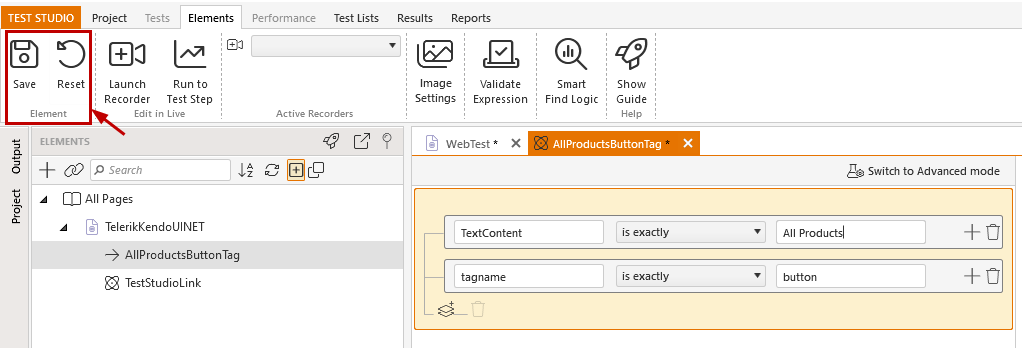 TEST STUDIO Project Tests Elements Performance Test Lists Results Reports
Save Reset Launch Recorder Run to Test Step Image Settings Validate Expression Smart Find Logic Show Guide
Element Edit in Live Active Recorders Help
Output
Project
ELEMENTS
Search
All Pages
TelerikKendoUINET
AllProductsButtonTag
TestStudioLink
WebTest * AllProductsButtonTag *
Switch to Advanced mode
TextContent is exactly All Products
tagname is exactly button